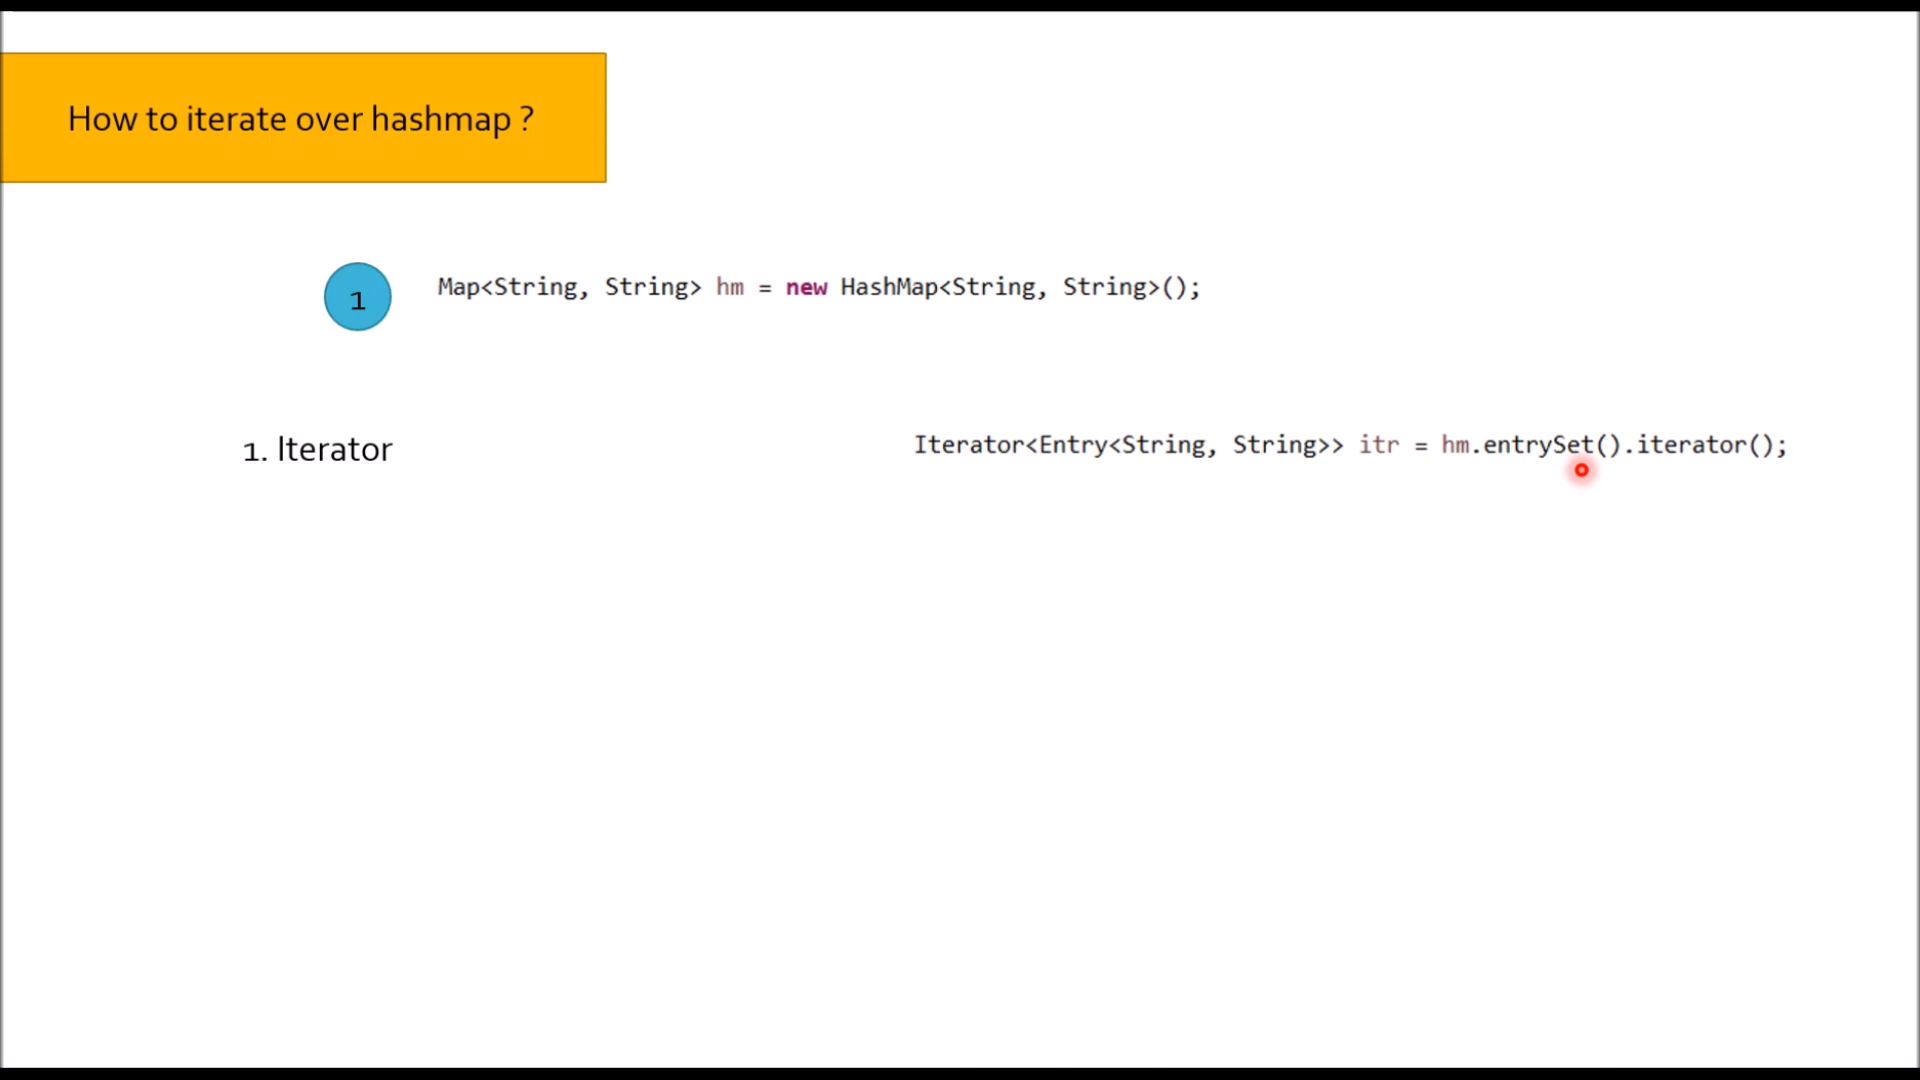 How to iterate over hashmap ?
1
Map<String, String> hm = new HashMap<String, String>();
1. Iterator
Iterator<Entry<String, String>> itr = hm.entrySet().iterator();